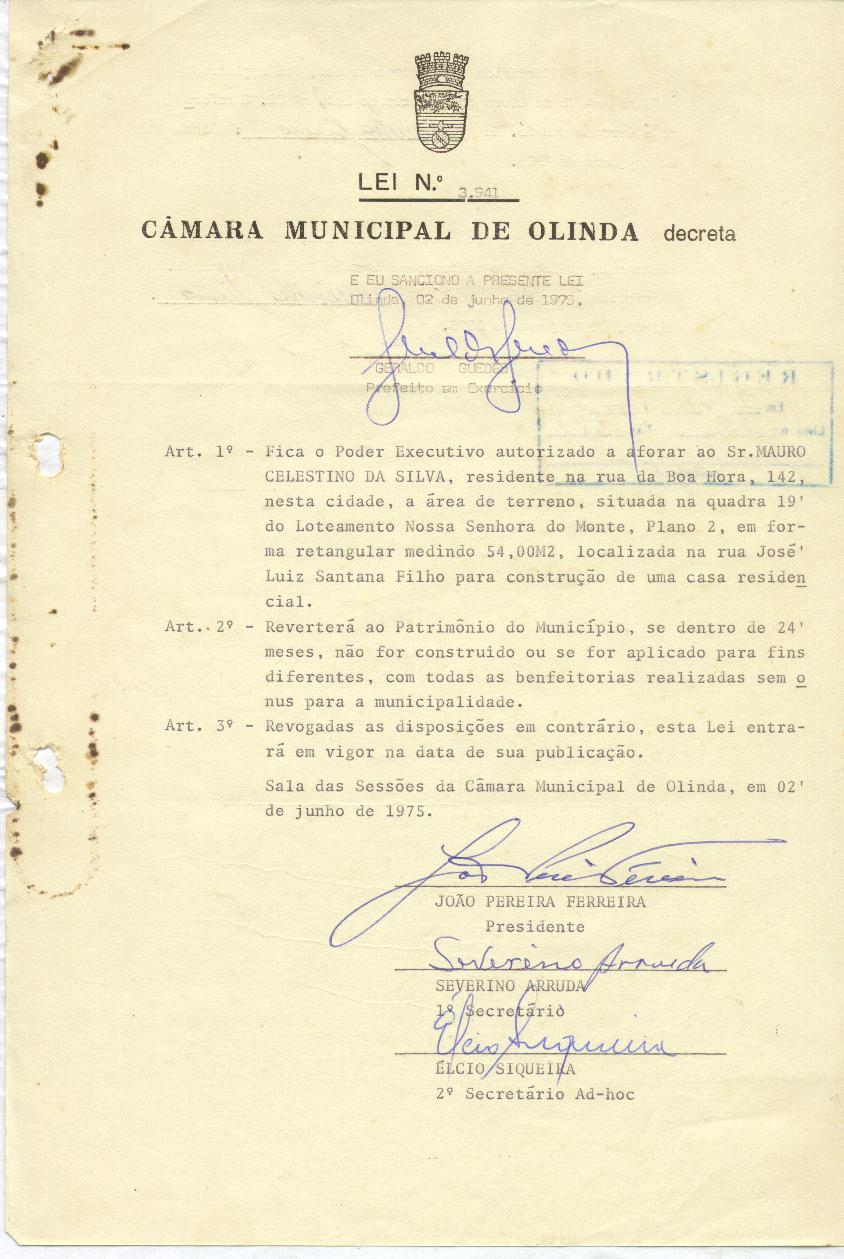 LEI N.º 3.941
CÂMARA MUNICIPAL DE OLINDA decreta
E EU SANCIONO A PRESENTE LEI
Olinda, 02 de junho de 1975.
GERALDO GUEDES
Prefeito em Exercício
Art. 1º - Fica o Poder Executivo autorizado a aforar ao Sr.MAURO
CELESTINO DA SILVA, residente na rua da Boa Hora, 142,
nesta cidade, a área de terreno, situada na quadra 19'
do Loteamento Nossa Senhora do Monte, Plano 2, em for-
ma retangular medindo 54,00M2, localizada na rua José'
Luiz Santana Filho para construção de uma casa residen
cial.
Art. 2º - Reverterá ao Patrimônio do Município, se dentro de 24'
meses, não for construido ou se for aplicado para fins
diferentes, com todas as benfeitorias realizadas sem o
nus para a municipalidade.
Art. 3º - Revogadas as disposições em contrário, esta Lei entra-
rá em vigor na data de sua publicação.
Sala das Sessões da Câmara Municipal de Olinda, em 02'
de junho de 1975.
JOÃO PEREIRA FERREIRA
Presidente
Severino Arruda
SEVERINO ARRUDA
1º Secretário
Élcio Siqueira
ÉLCIO SIQUEIRA
2º Secretário Ad-hoc